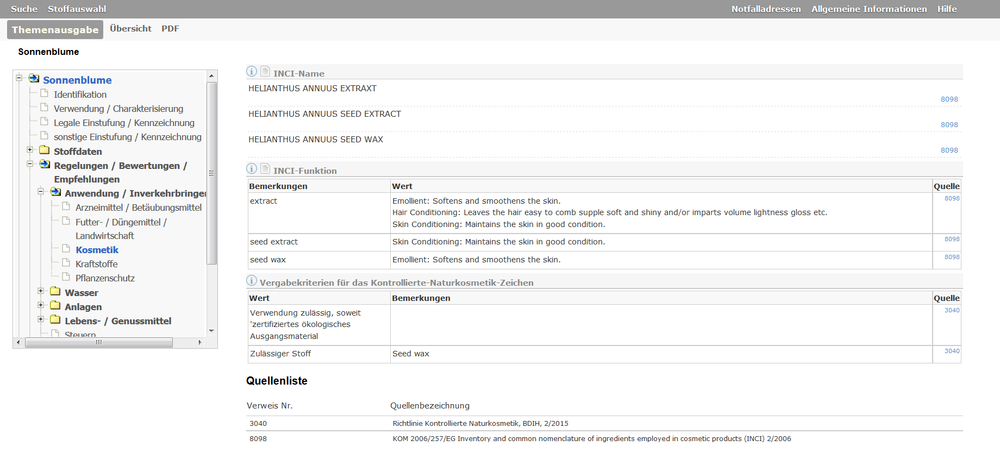 Suche Stoffauswahl Notfalladressen Allgemeine Informationen Hilfe
Themenausgabe Übersicht PDF
Sonnenblume
Sonnenblume
Identifikation
Verwendung / Charakterisierung
Legale Einstufung / Kennzeichnung
sonstige Einstufung / Kennzeichnung
Stoffdaten
Regelungen / Bewertungen /
Empfehlungen
Anwendung / Inverkehrbringen
Arzneimittel / Betäubungsmittel
Futter- / Düngemittel /
Landwirtschaft
Kosmetik
Kraftstoffe
Pflanzenschutz
Wasser
Anlagen
Lebens- / Genussmittel
Steuern
INCI-Name
HELIANTHUS ANNUUS EXTRAXT
8098
HELIANTHUS ANNUUS SEED EXTRACT
8098
HELIANTHUS ANNUUS SEED WAX
8098
INCI-Funktion
Bemerkungen Wert Quelle
extract Emollient: Softens and smoothens the skin. 8098
Hair Conditioning: Leaves the hair easy to comb supple soft and shiny and/or imparts volume lightness gloss etc.
Skin Conditioning: Maintains the skin in good condition.
seed extract Skin Conditioning: Maintains the skin in good condition. 8098
seed wax Emollient: Softens and smoothens the skin. 8098
Vergabekriterien für das Kontrollierte-Naturkosmetik-Zeichen
Wert Bemerkungen Quelle
Verwendung zulässig, soweit 3040
'zertifiziertes ökologisches
Ausgangsmaterial
Zulässiger Stoff Seed wax 3040
Quellenliste
Verweis Nr. Quellenbezeichnung
3040 Richtlinie Kontrollierte Naturkosmetik, BDIH, 2/2015
8098 KOM 2006/257/EG Inventory and common nomenclature of ingredients employed in cosmetic products (INCI) 2/2006